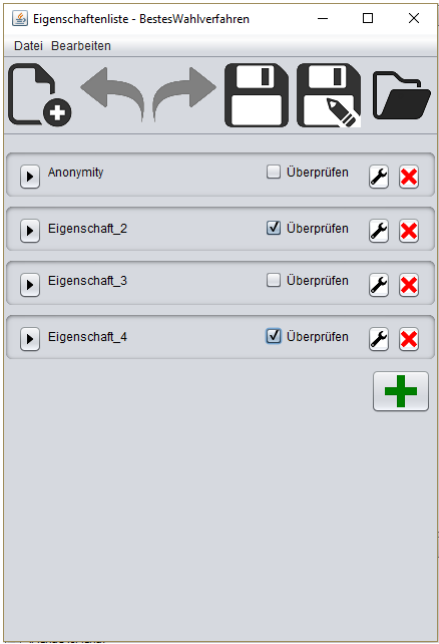 Eigenschaftenliste - BestesWahlverfahren
Datei Bearbeiten
Anonymity Überprüfen
Eigenschaft_2 Überprüfen
Eigenschaft_3 Überprüfen
Eigenschaft_4 Überprüfen